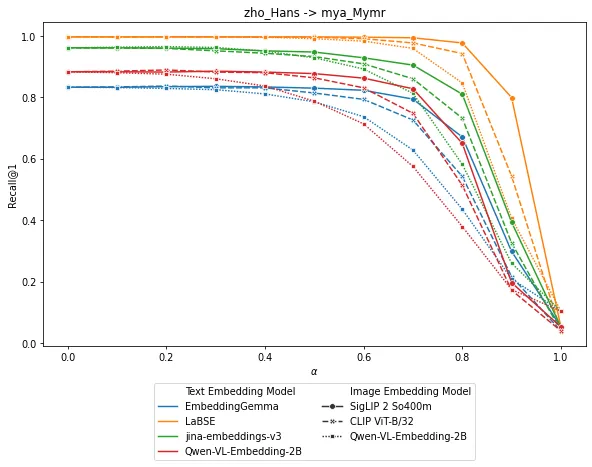 zho_Hans -> mya_Mymr
Recall@1
1.0
0.8
0.6
0.4
0.2
0.0
0.0 0.2 0.4 0.6 0.8 1.0
α
Text Embedding Model
EmbeddingGemma
LaBSE
jina-embeddings-v3
Qwen-VL-Embedding-2B
Image Embedding Model
SigLIP 2 So400m
CLIP ViT-B/32
Qwen-VL-Embedding-2B